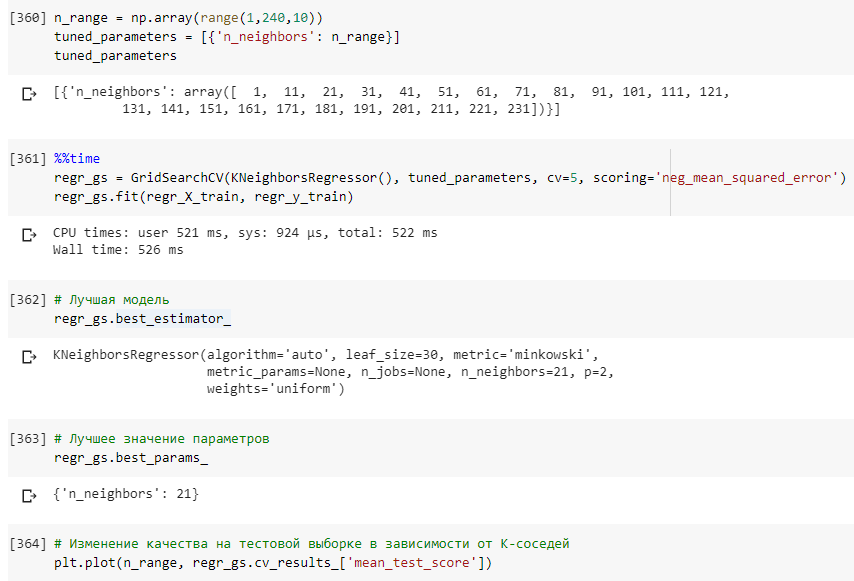 [360] n_range = np.array(range(1,240,10))
tuned_parameters = [{'n_neighbors': n_range}]
tuned_parameters
[{'n_neighbors': array([  1,  11,  21,  31,  41,  51,  61,  71,  81,  91, 101, 111, 121,
131, 141, 151, 161, 171, 181, 191, 201, 211, 221, 231])}]
[361] %%time
regr_gs = GridSearchCV(KNeighborsRegressor(), tuned_parameters, cv=5, scoring='neg_mean_squared_error')
regr_gs.fit(regr_X_train, regr_y_train)
CPU times: user 521 ms, sys: 924 µs, total: 522 ms
Wall time: 526 ms
[362] # Лучшая модель
regr_gs.best_estimator_
KNeighborsRegressor(algorithm='auto', leaf_size=30, metric='minkowski',
metric_params=None, n_jobs=None, n_neighbors=21, p=2,
weights='uniform')
[363] # Лучшее значение параметров
regr_gs.best_params_
{'n_neighbors': 21}
[364] # Изменение качества на тестовой выборке в зависимости от К-соседей
plt.plot(n_range, regr_gs.cv_results_['mean_test_score'])